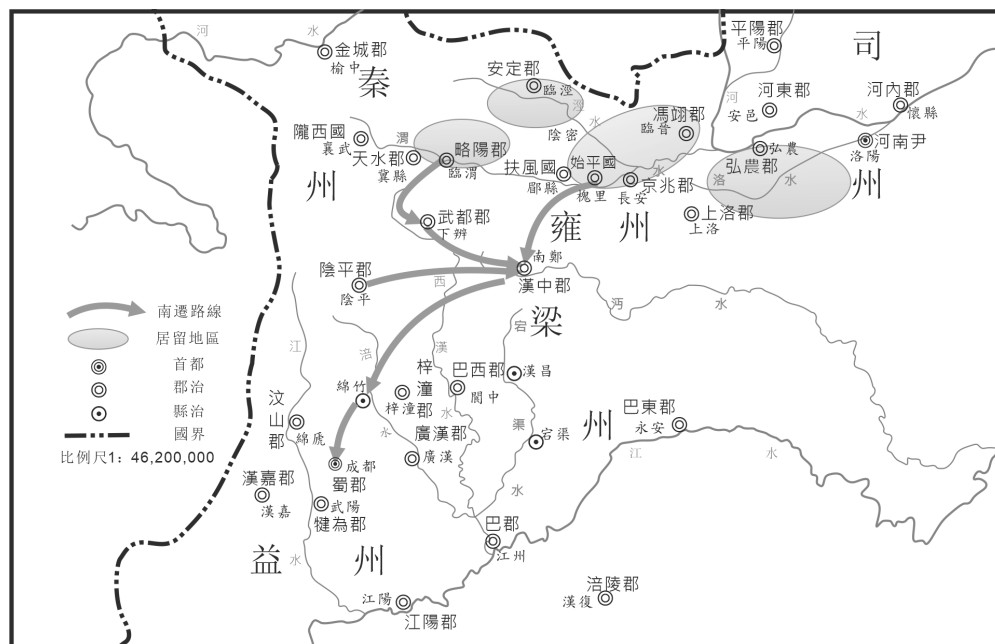 河
水
金城郡
榆中
秦
州
安定郡
臨涇
涇
水
陰密
平陽郡
平陽
司
州
河
河東郡
安邑
河內郡
懷縣
水
馮翊郡
臨晉
河南尹
洛陽
弘農
弘農郡
洛
水
隴西國
襄武
渭
天水郡
冀縣
略陽郡
臨渭
扶風國
郿縣
始平國
槐里
水
京兆郡
長安
上洛郡
上洛
雍州
武都郡
下辨
南鄭
漢中郡
陰平郡
陰平
西
漢
水
沔
水
梁
州
宕
渠
水
南遷路線
居留地區
首都
郡治
縣治
國界
比例尺1：46,200,000
江
水
涪
水
綿竹
梓潼郡
梓潼
巴西郡
閬中
漢昌
宕渠
汶山郡
綿虒
廣漢郡
廣漢
巴東郡
永安
江
水
成都
蜀郡
漢嘉郡
漢嘉
武陽
犍為郡
巴郡
江州
益州
江陽
江陽郡
涪陵郡
漢復